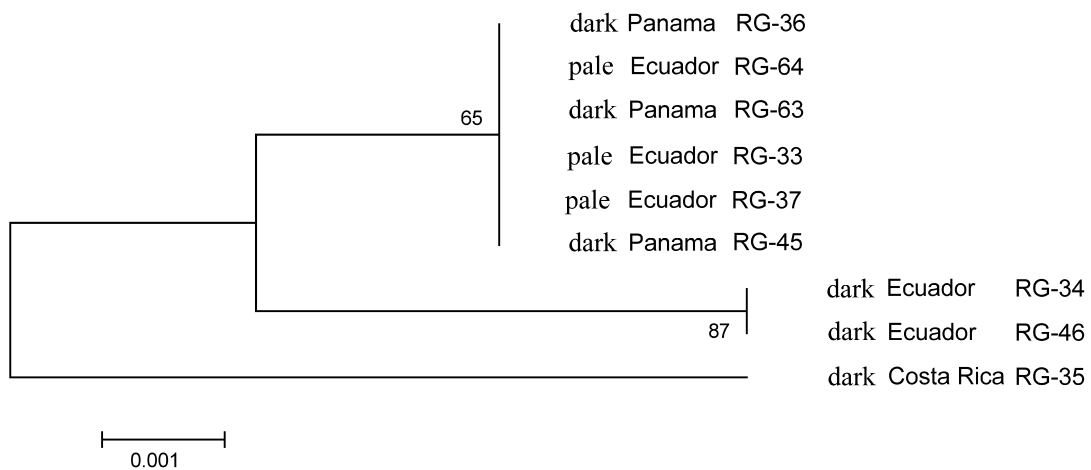 dark Panama RG-36
pale Ecuador RG-64
65
dark Panama RG-63
pale Ecuador RG-33
pale Ecuador RG-37
dark Panama RG-45
dark Ecuador RG-34
87
dark Ecuador RG-46
dark Costa Rica RG-35
0.001